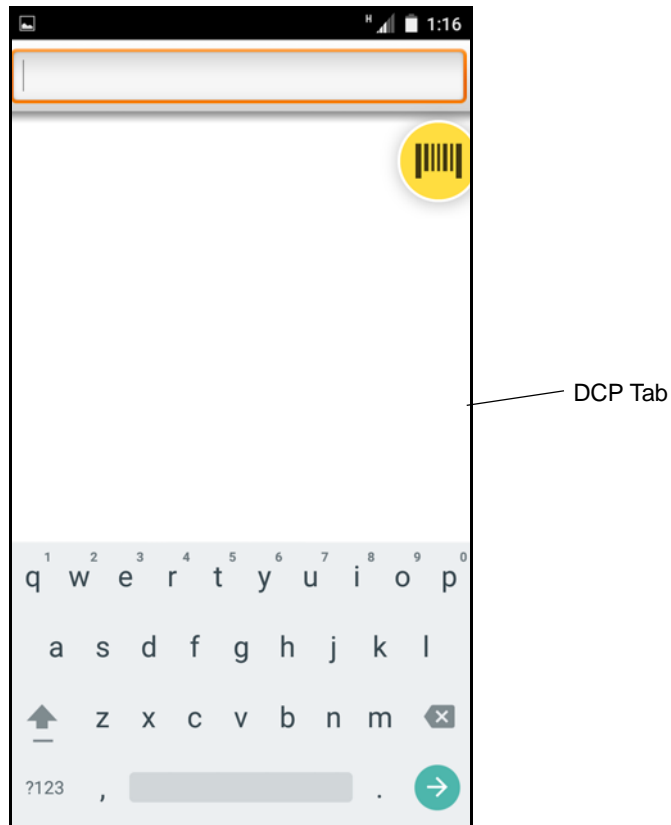 H 1:16
DCP Tab
1 2 3 4 5 6 7 8 9 0
q w e r t y u i o p
a s d f g h j k l
z x c v b n m
?123 , .